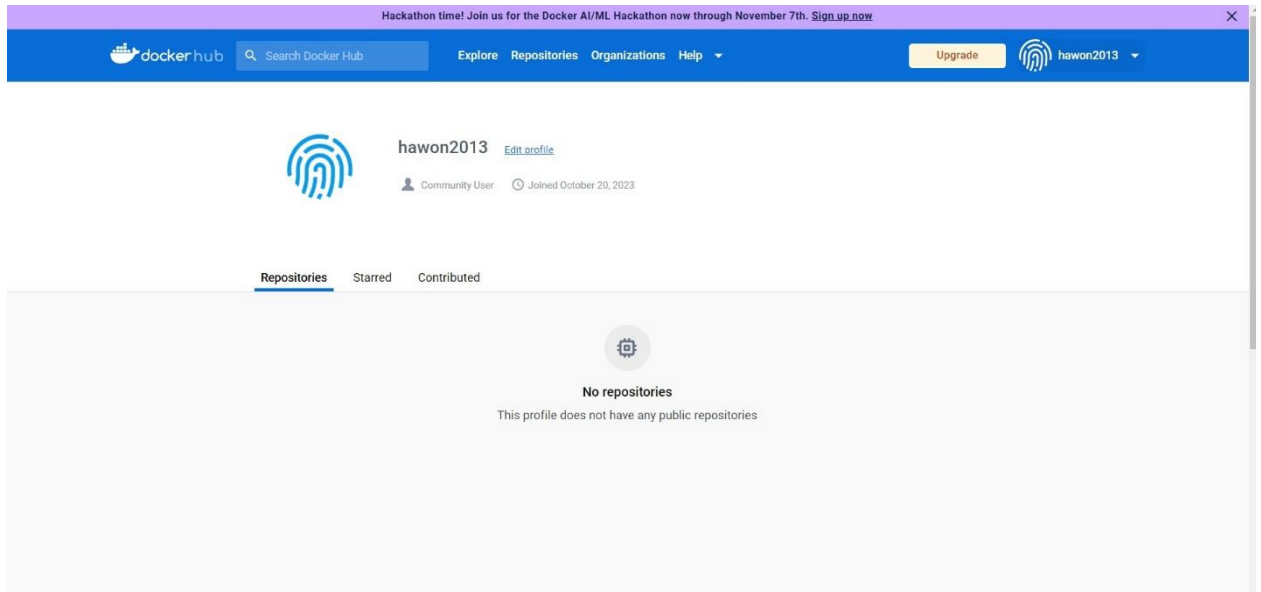 Hackathon time! Join us for the Docker AI/ML Hackathon now through November 7th. Sign up now
dockerhub Search Docker Hub Explore Repositories Organizations Help Upgrade hawon2013
hawon2013 Edit profile
Community User Joined October 20, 2023
Repositories Starred Contributed
No repositories
This profile does not have any public repositories